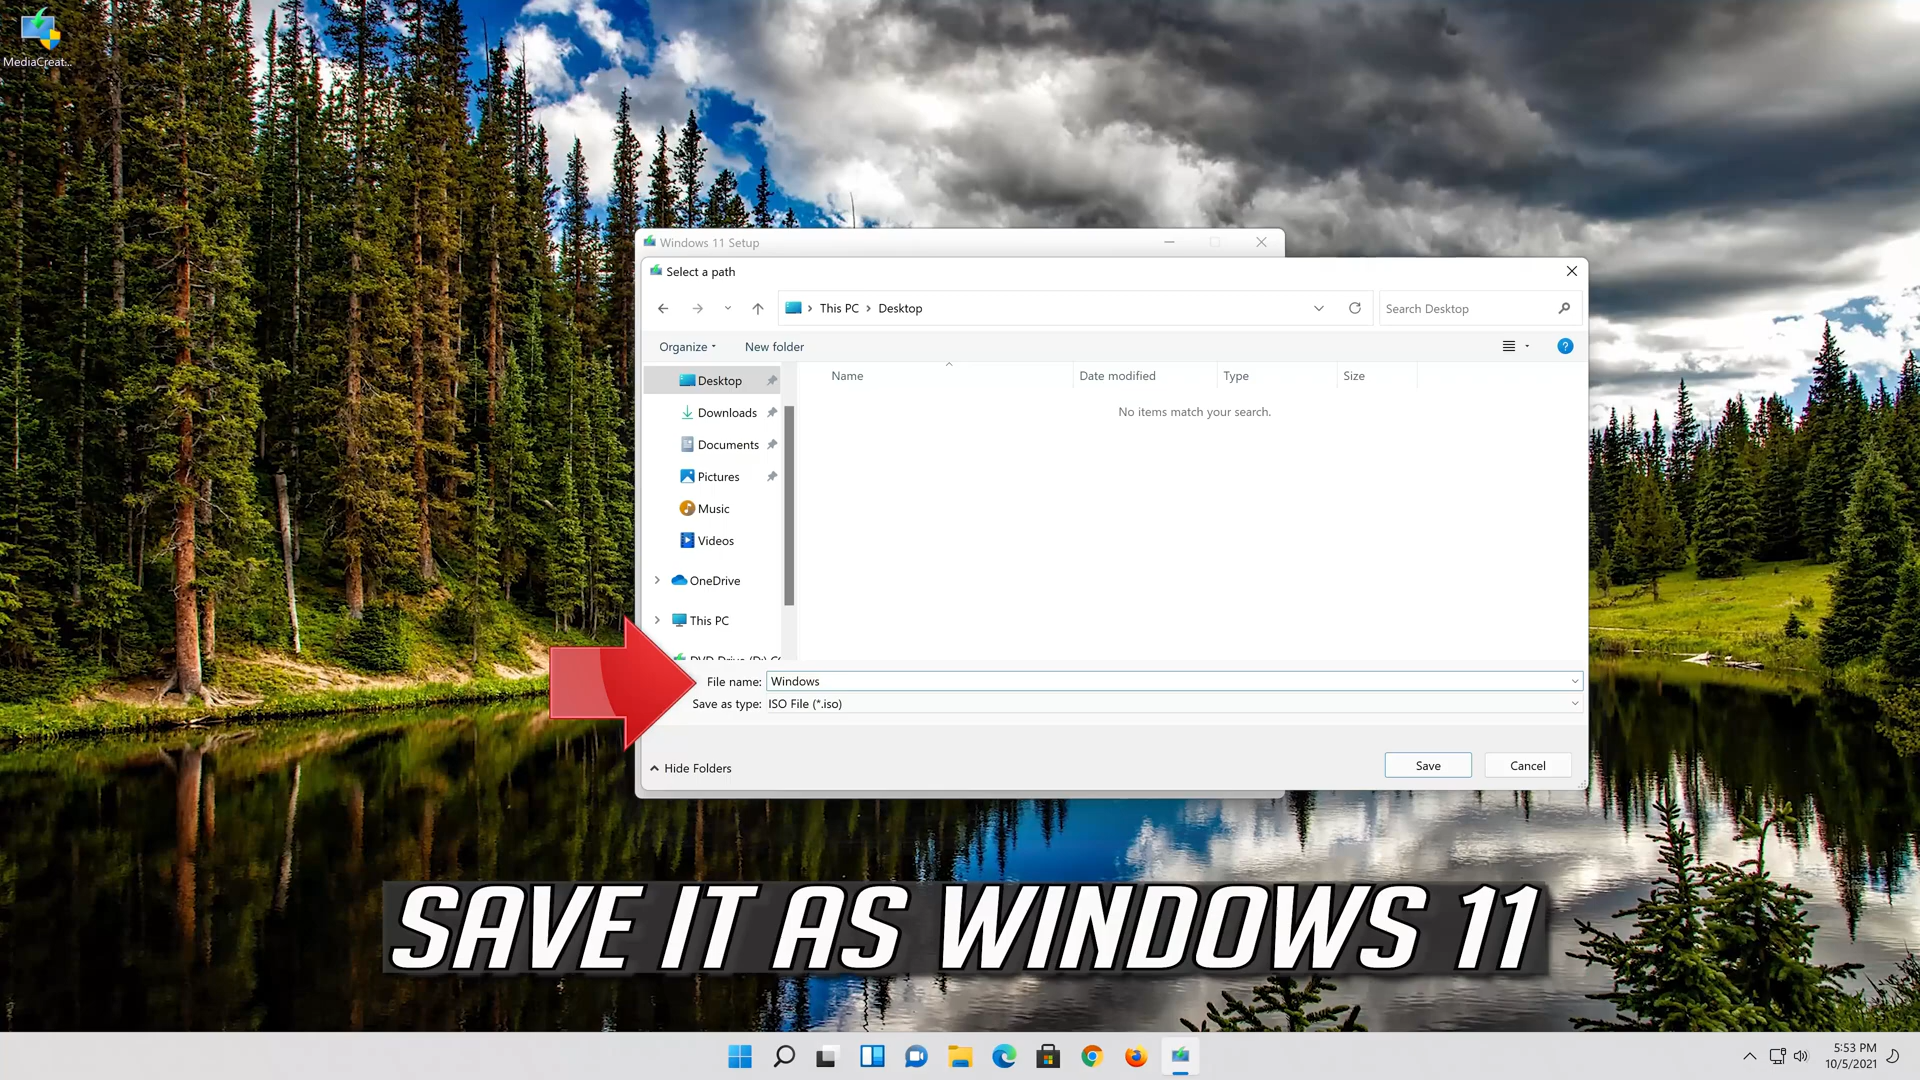 MediaCreat...
Windows 11 Setup
Select a path
This PC
Desktop
Search Desktop
Organize
New folder
?
Name
Date modified
Type
Size
Desktop
No items match your search.
Downloads
Documents
Pictures
Music
Videos
OneDrive
This PC
DVD Drive (D:)
File name: Windows
Save as type: ISO File (*.iso)
Hide Folders
Save
Cancel
SAVE IT AS WINDOWS 11
5:53 PM
10/5/2021